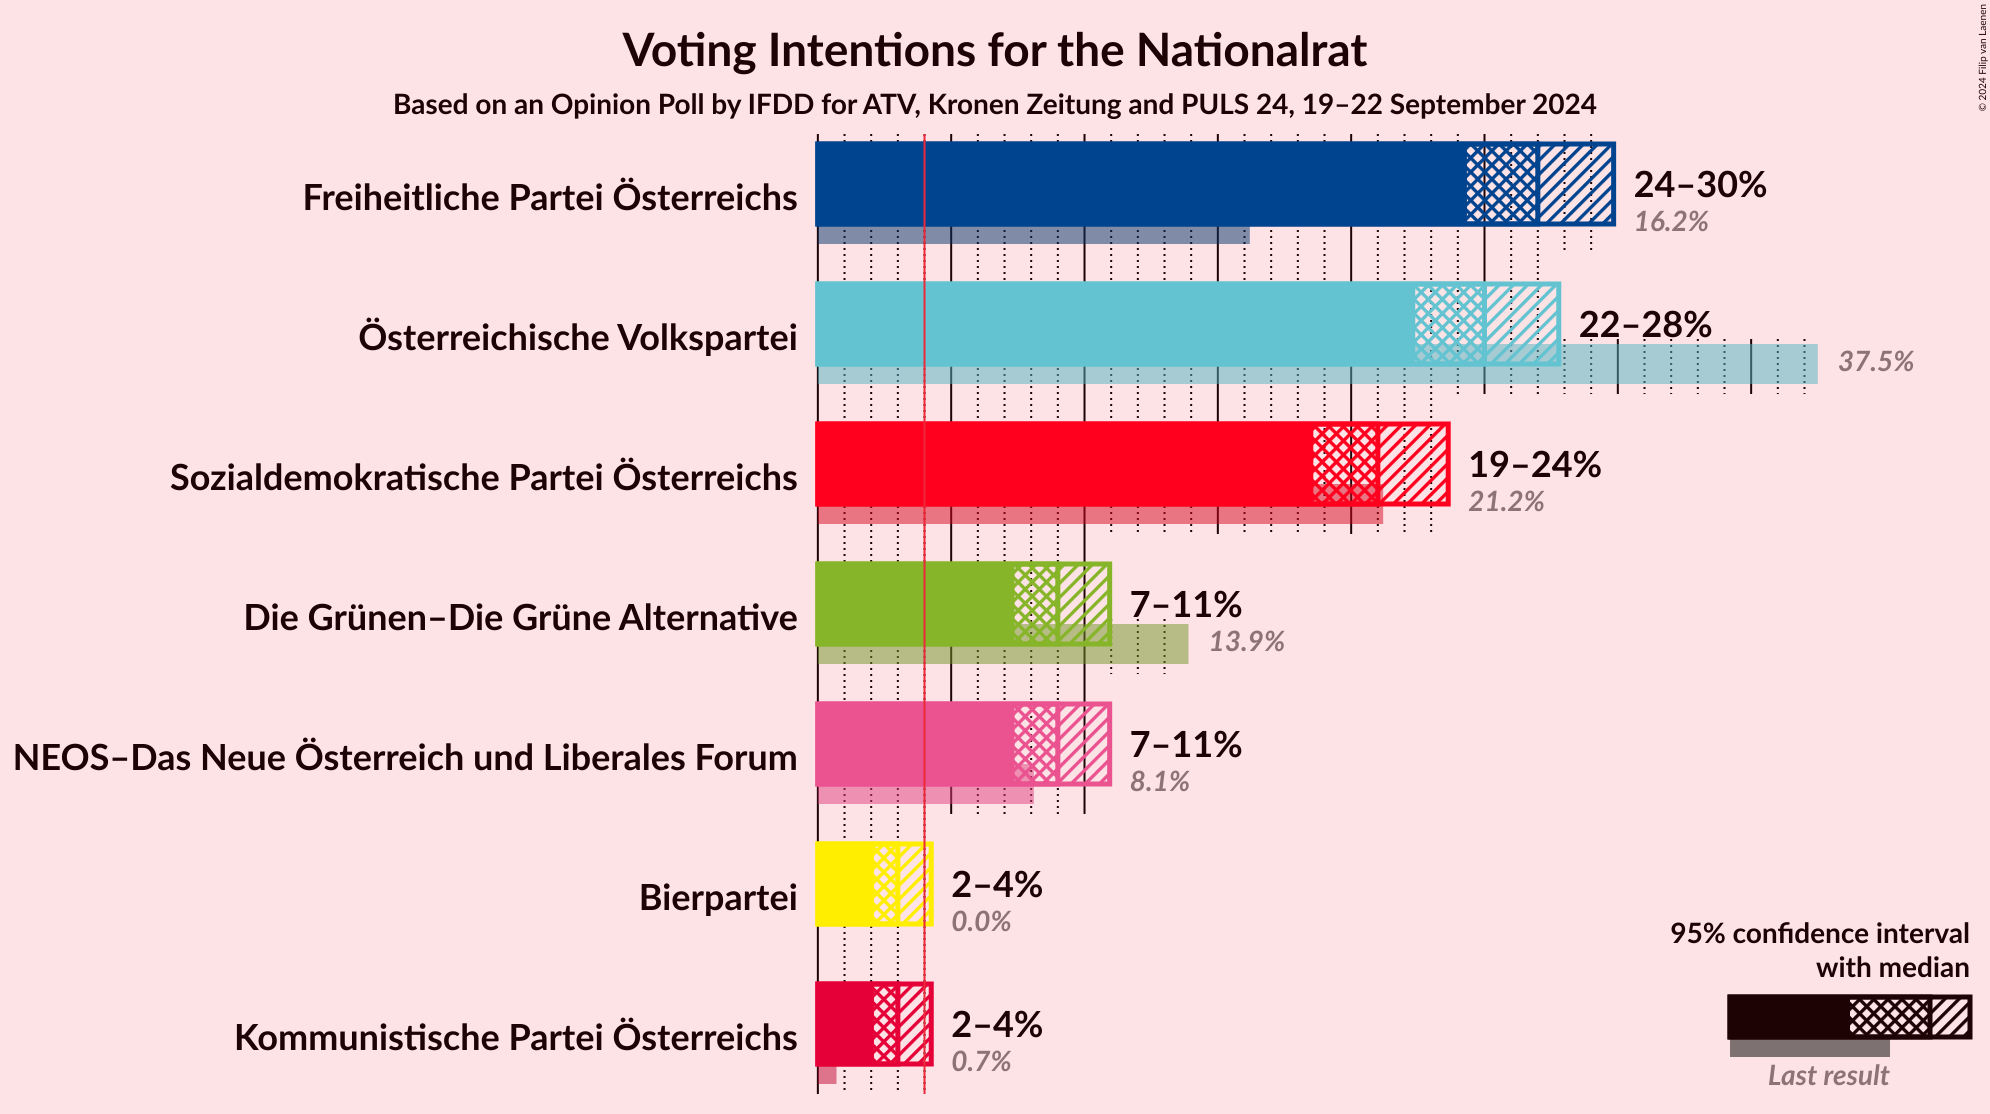 Voting Intentions for the Nationalrat
Based on an Opinion Poll by IFDD for ATV, Kronen Zeitung and PULS 24, 19–22 September 2024
© 2024 Filip van Laenen
Freiheitliche Partei Österreichs
24–30%
16.2%
Österreichische Volkspartei
22–28%
37.5%
Sozialdemokratische Partei Österreichs
19–24%
21.2%
Die Grünen–Die Grüne Alternative
7–11%
13.9%
NEOS–Das Neue Österreich und Liberales Forum
7–11%
8.1%
Bierpartei
2–4%
0.0%
Kommunistische Partei Österreichs
2–4%
0.7%
95% confidence interval
with median
Last result